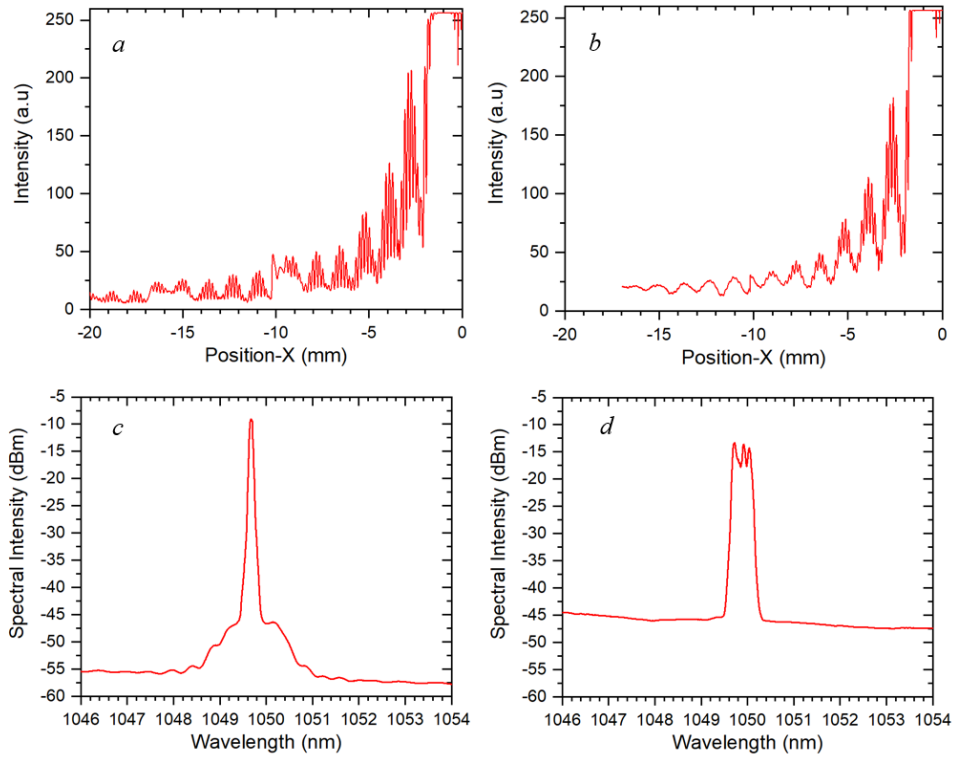 a
250
200
150
100
50
0
Intensity (a.u)
-20 -15 -10 -5 0
Position-X (mm)
b
250
200
150
100
50
0
Intensity (a.u)
-20 -15 -10 -5 0
Position-X (mm)
c
-5
-10
-15
-20
-25
-30
-35
-40
-45
-50
-55
-60
Spectral Intensity (dBm)
1046 1047 1048 1049 1050 1051 1052 1053 1054
Wavelength (nm)
d
-5
-10
-15
-20
-25
-30
-35
-40
-45
-50
-55
-60
Spectral Intensity (dBm)
1046 1047 1048 1049 1050 1051 1052 1053 1054
Wavelength (nm)